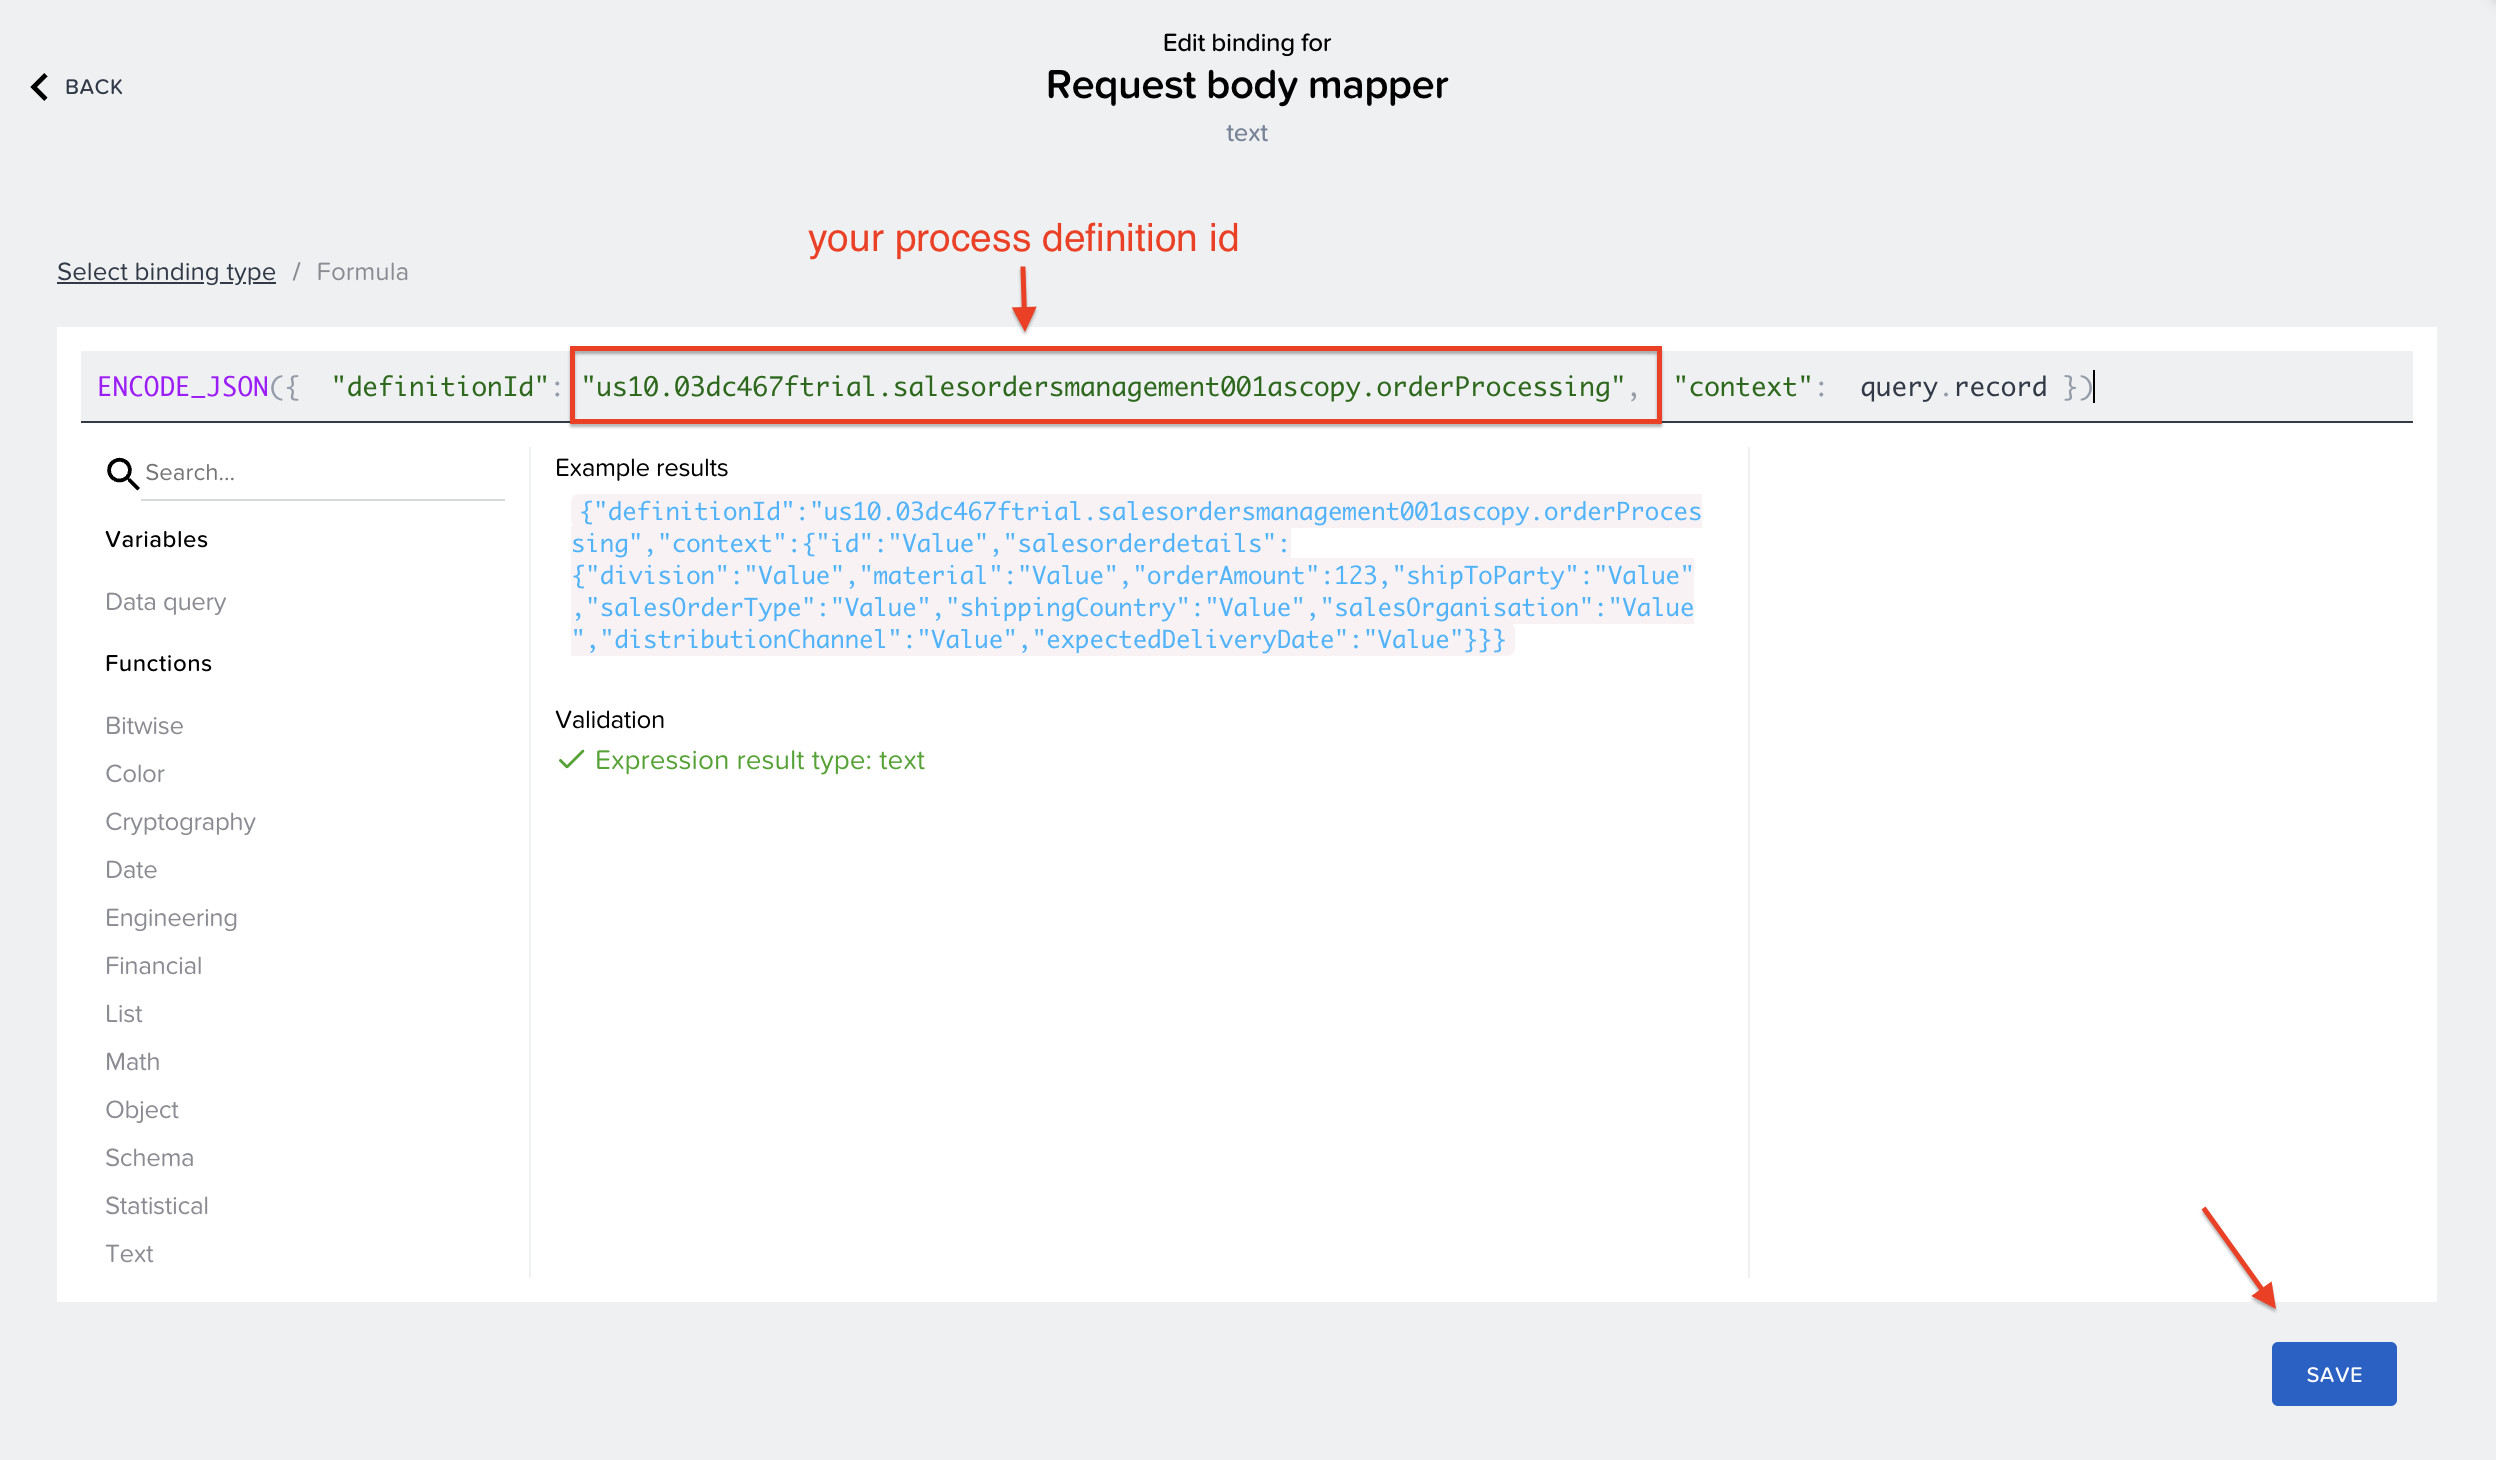 Edit binding for
BACK
Request body mapper
text
your process definition id
Select binding type / Formula
ENCODE_JSON({  "definitionId": "us10.03dc467ftrial.salesordersmanagement001ascopy.orderProcessing",  "context":  query.record })
Search...
Variables
Data query
Functions
Bitwise
Color
Cryptography
Date
Engineering
Financial
List
Math
Object
Schema
Statistical
Text
Example results
{"definitionId":"us10.03dc467ftrial.salesordersmanagement001ascopy.orderProces
sing","context":{"id":"Value","salesorderdetails":
{"division":"Value","material":"Value","orderAmount":123,"shipToParty":"Value"
,"salesOrderType":"Value","shippingCountry":"Value","salesOrganisation":"Value
","distributionChannel":"Value","expectedDeliveryDate":"Value"}}}
Validation
Expression result type: text
SAVE